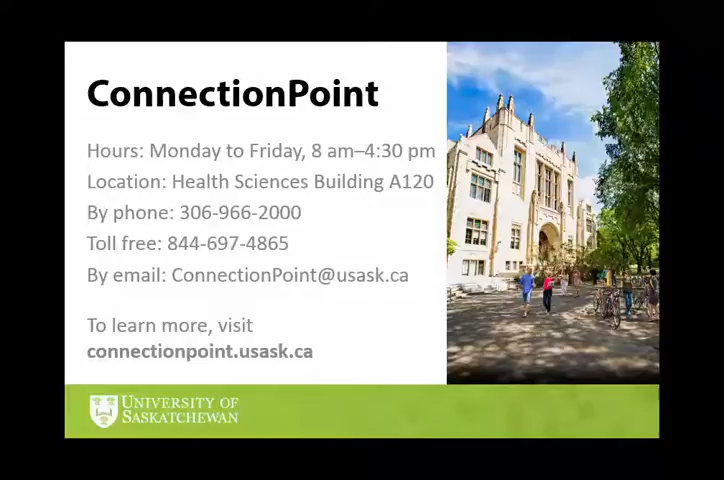 ConnectionPoint
Hours: Monday to Friday, 8 am–4:30 pm
Location: Health Sciences Building A120
By phone: 306-966-2000
Toll free: 844-697-4865
By email: ConnectionPoint@usask.ca
To learn more, visit
connectionpoint.usask.ca
UNIVERSITY OF
SASKATCHEWAN